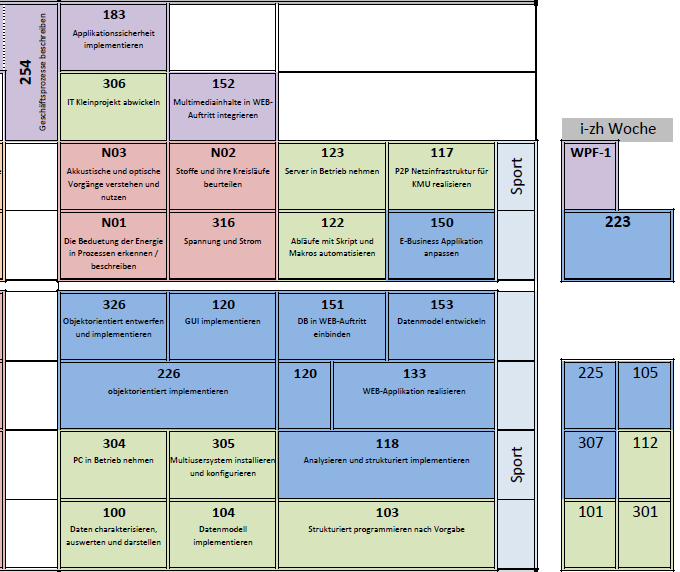 254
Geschäftsprozesse beschreiben
183
Applikationssicherheit
implementieren
306
IT Kleinprojekt abwickeln
152
Multimediainhalte in WEB-
Auftritt integrieren
i-zh Woche
N03
Akkustische und optische
Vorgänge verstehen und
nutzen
N02
Stoffe und ihre Kreisläufe
beurteilen
123
Server in Betrieb nehmen
117
P2P Netzinfrastruktur für
KMU realisieren
Sport
WPF-1
N01
Die Beduetung der Energie
in Prozessen erkennen /
beschreiben
316
Spannung und Strom
122
Abläufe mit Skript und
Makros automatisieren
150
E-Business Applikation
anpassen
223
326
Objektorientiert entwerfen
und implementieren
120
GUI implementieren
151
DB in WEB-Auftritt
einbinden
153
Datenmodel entwickeln
226
objektorientiert implementieren
120
133
WEB-Applikation realisieren
225
105
304
PC in Betrieb nehmen
305
Multiusersystem installieren
und konfigurieren
118
Analysieren und strukturiert implementieren
Sport
307
112
100
Daten charakterisieren,
auswerten und darstellen
104
Datenmodell
implementieren
103
Strukturiert programmieren nach Vorgabe
101
301